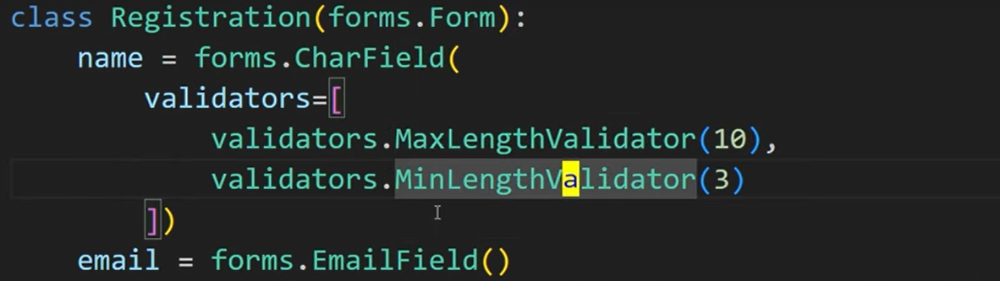 class Registration(forms.Form):
    name = forms.CharField(
        validators=[
            validators.MaxLengthValidator(10),
            validators.MinLengthValidator(3)
        ])
    email = forms.EmailField()